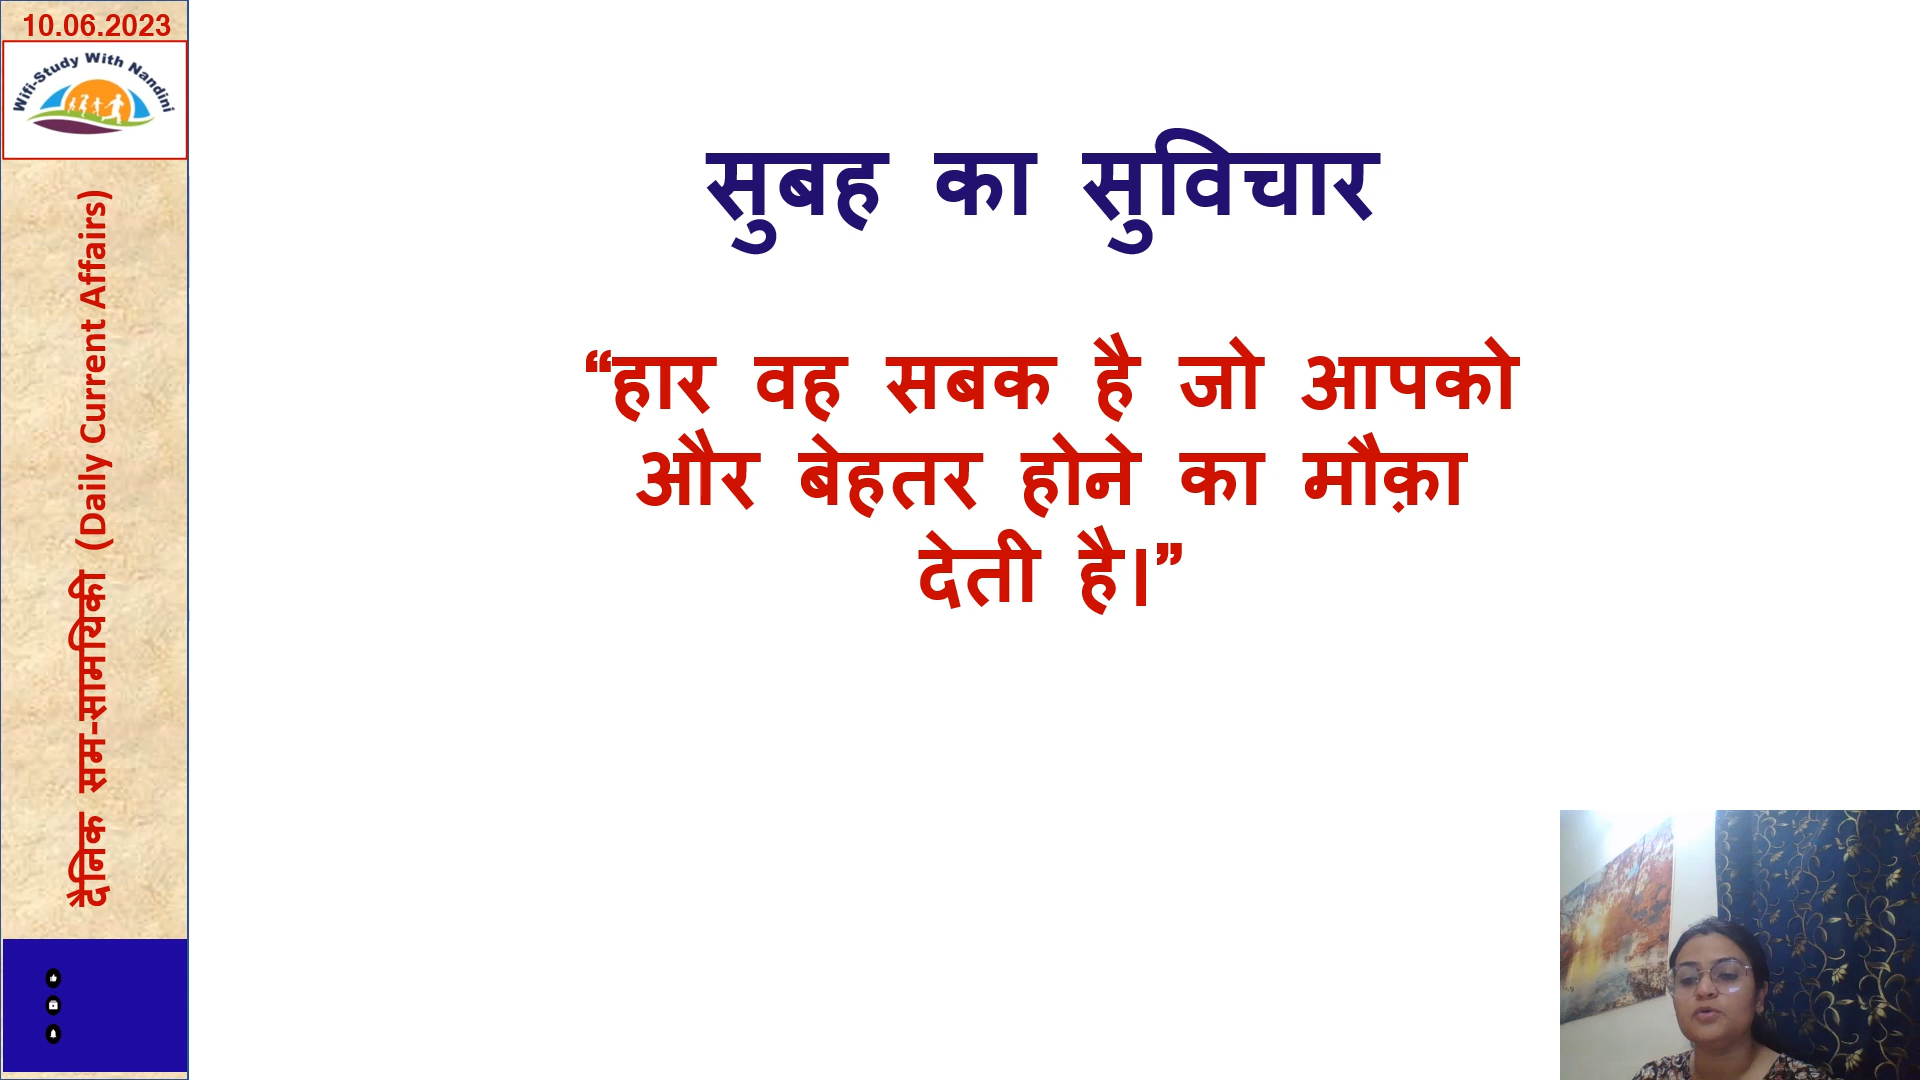 10.06.2023
Wifi-Study With Nandini
दैनिक सम-सामयिकी (Daily Current Affairs)
सुबह का सुविचार
“हार वह सबक है जो आपको
और बेहतर होने का मौक़ा
देती है।”